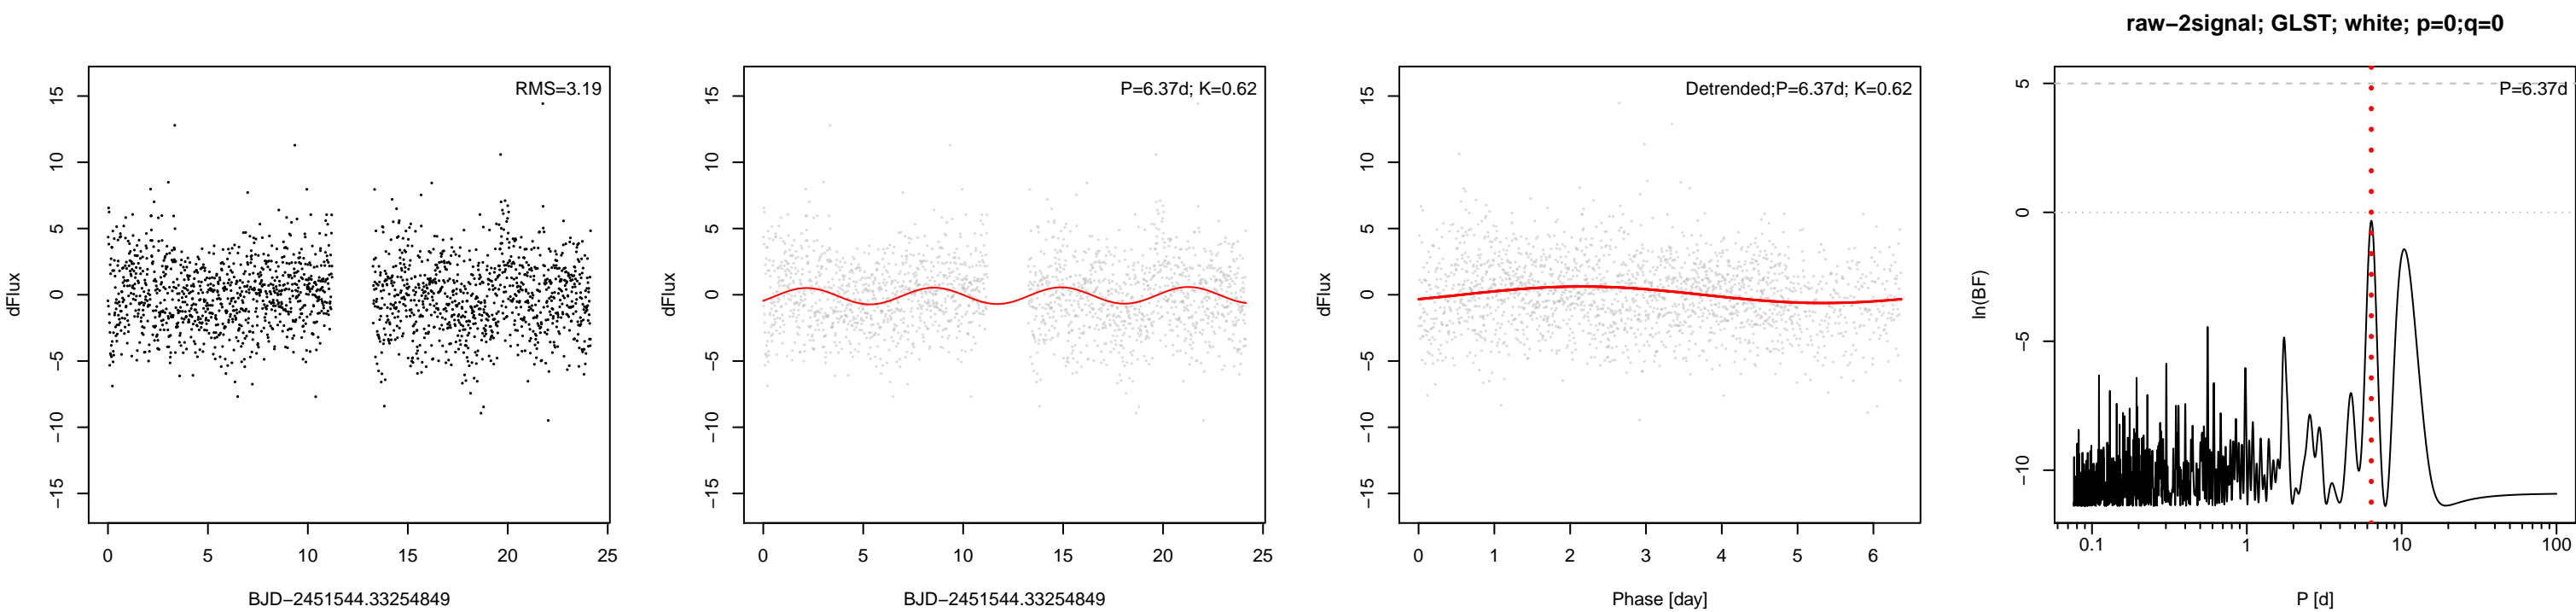 raw−2signal; GLST; white; p=0;q=0
RMS=3.19
dFlux
15
10
5
0
−5
−10
−15
0 5 10 15 20 25
BJD−2451544.33254849
P=6.37d; K=0.62
dFlux
15
10
5
0
−5
−10
−15
0 5 10 15 20 25
BJD−2451544.33254849
Detrended;P=6.37d; K=0.62
dFlux
15
10
5
0
−5
−10
−15
0 1 2 3 4 5 6
Phase [day]
P=6.37d
ln(BF)
5
0
−5
−10
0.1 1 10 100
P [d]